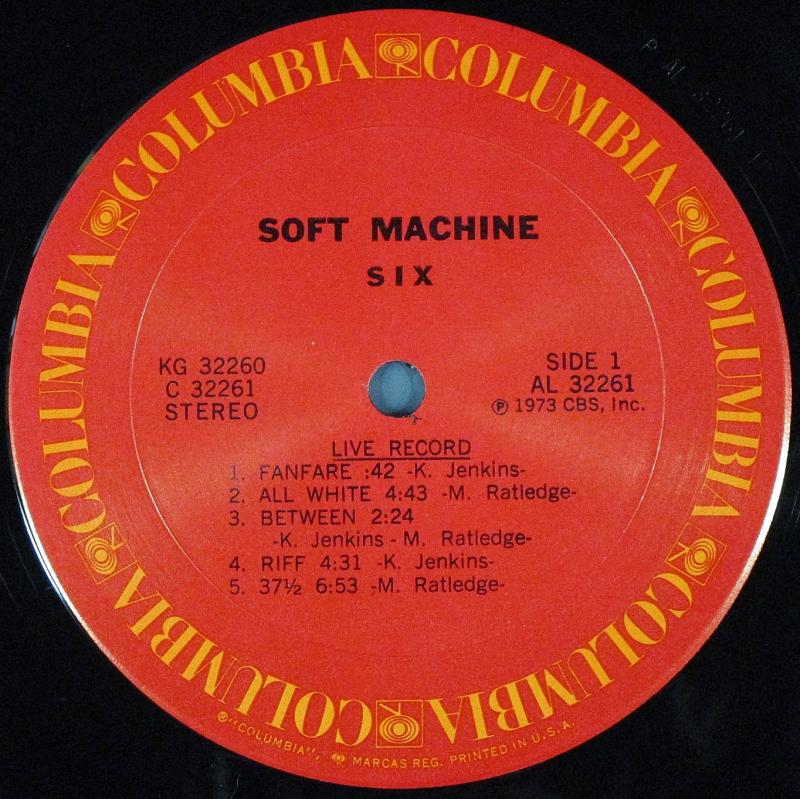 COLUMBIA COLUMBIA COLUMBIA COLUMBIA COLUMBIA COLUMBIA
SOFT MACHINE
SIX
KG 32260
C 32261
STEREO
SIDE 1
AL 32261
℗ 1973 CBS, Inc.
LIVE RECORD
1. FANFARE :42 -K. Jenkins-
2. ALL WHITE 4:43 -M. Ratledge-
3. BETWEEN 2:24
-K. Jenkins - M. Ratledge-
4. RIFF 4:31 -K. Jenkins-
5. 37½ 6:53 -M. Ratledge-
®"COLUMBIA", MARCAS REG. PRINTED IN U.S.A.